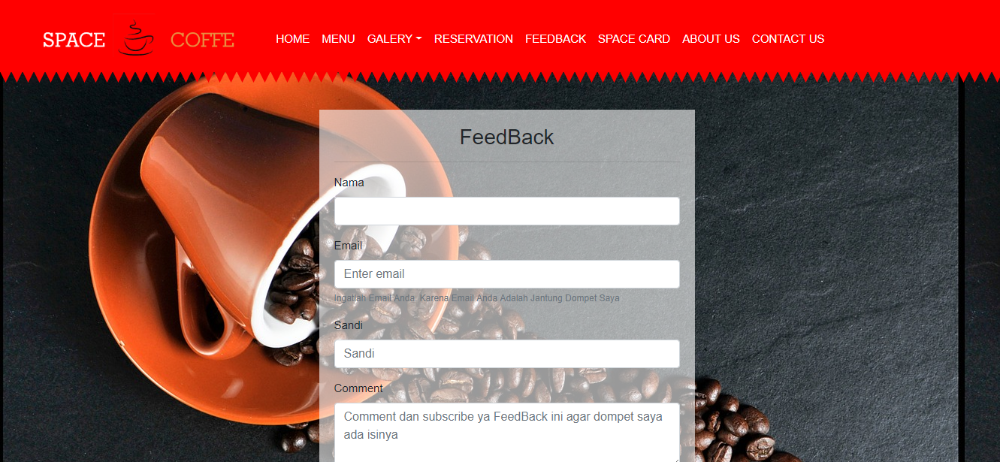 SPACE COFFE
HOME MENU GALERY RESERVATION FEEDBACK SPACE CARD ABOUT US CONTACT US
FeedBack
Nama
Email
Enter email
Ingatlah Email Anda, Karena Email Anda Adalah Jantung Dompet Saya
Sandi
Sandi
Comment
Comment dan subscribe ya FeedBack ini agar dompet saya
ada isinya